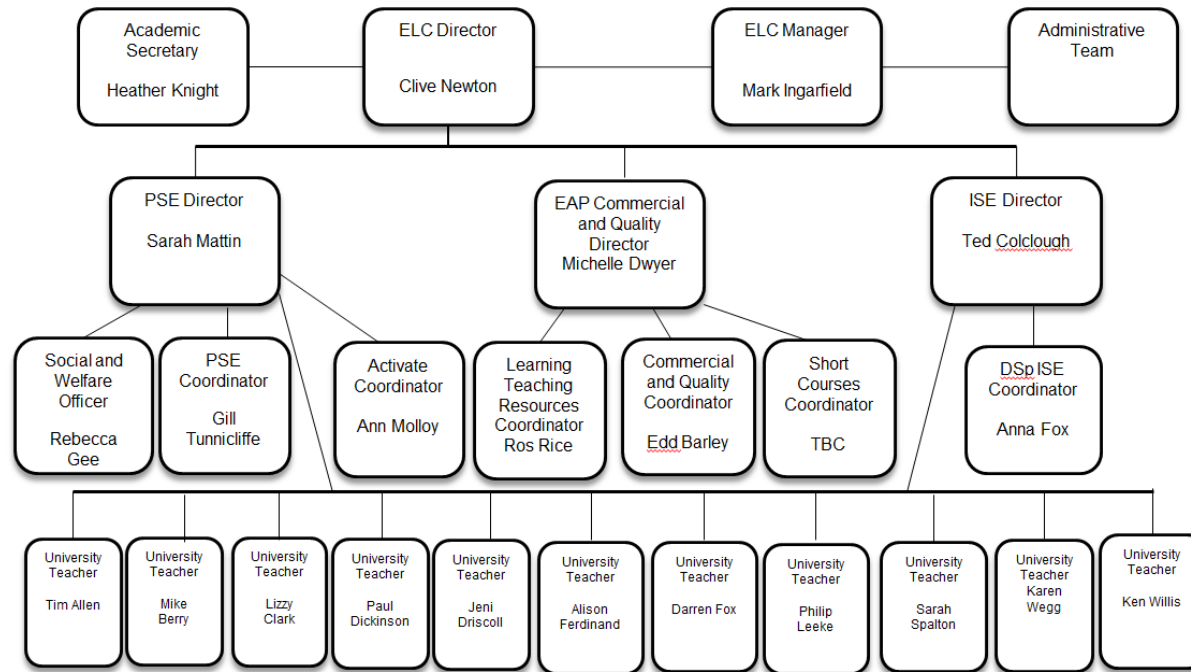 Academic
Secretary
Heather Knight
ELC Director
Clive Newton
ELC Manager
Mark Ingarfield
Administrative
Team
PSE Director
Sarah Mattin
EAP Commercial
and Quality
Director
Michelle Dwyer
ISE Director
Ted Colclough
Social and
Welfare
Officer
Rebecca
Gee
PSE
Coordinator
Gill
Tunnicliffe
Activate
Coordinator
Ann Molloy
Learning
Teaching
Resources
Coordinator
Ros Rice
Commercial
and Quality
Coordinator
Edd Barley
Short
Courses
Coordinator
TBC
DSp ISE
Coordinator
Anna Fox
University
Teacher
Tim Allen
University
Teacher
Mike
Berry
University
Teacher
Lizzy
Clark
University
Teacher
Paul
Dickinson
University
Teacher
Jeni
Driscoll
University
Teacher
Alison
Ferdinand
University
Teacher
Darren Fox
University
Teacher
Philip
Leeke
University
Teacher
Sarah
Spalton
University
Teacher
Karen
Wegg
University
Teacher
Ken Willis